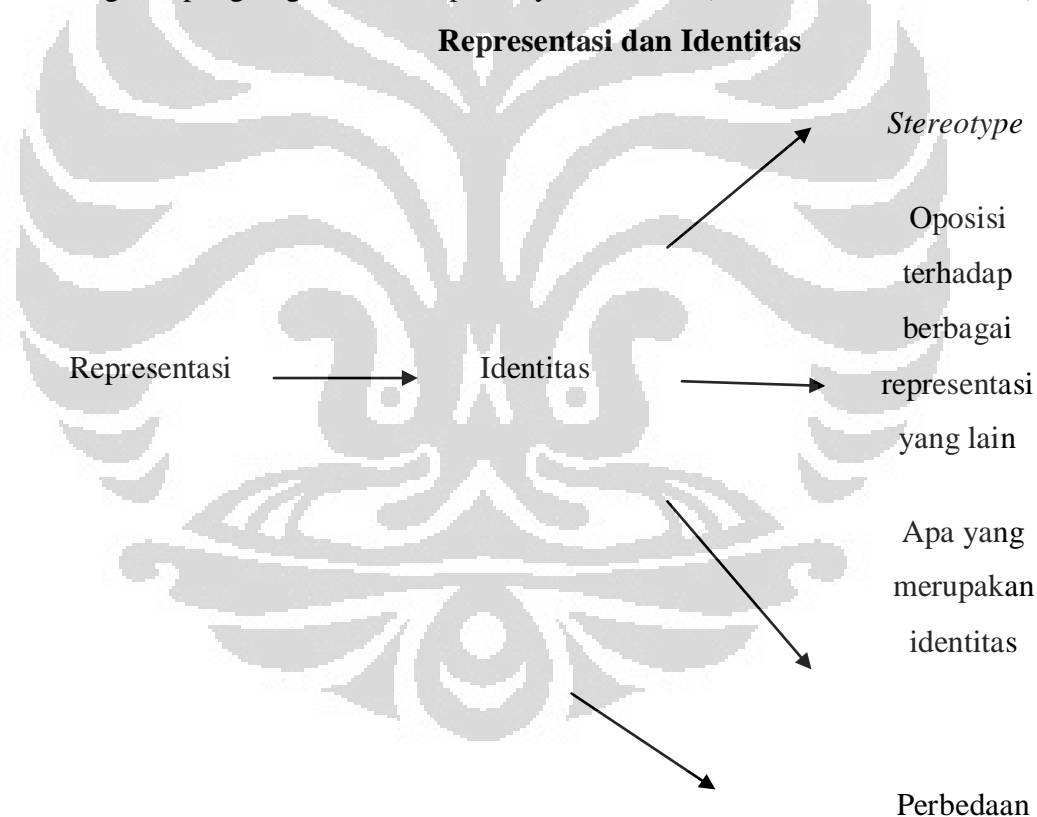 Representasi dan Identitas
Stereotype
Oposisi
terhadap
berbagai
Representasi
Identitas
representasi
yang lain
Apa yang
merupakan
identitas
Perbedaan